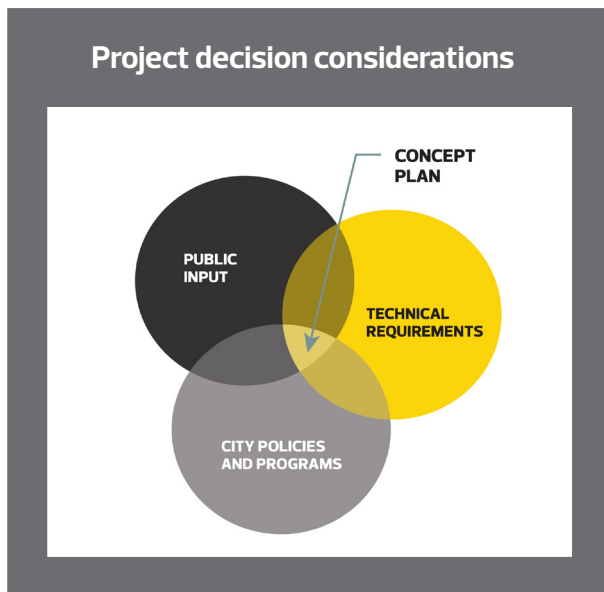 Project decision considerations
CONCEPT
PLAN
PUBLIC
INPUT
TECHNICAL
REQUIREMENTS
CITY POLICIES
AND PROGRAMS